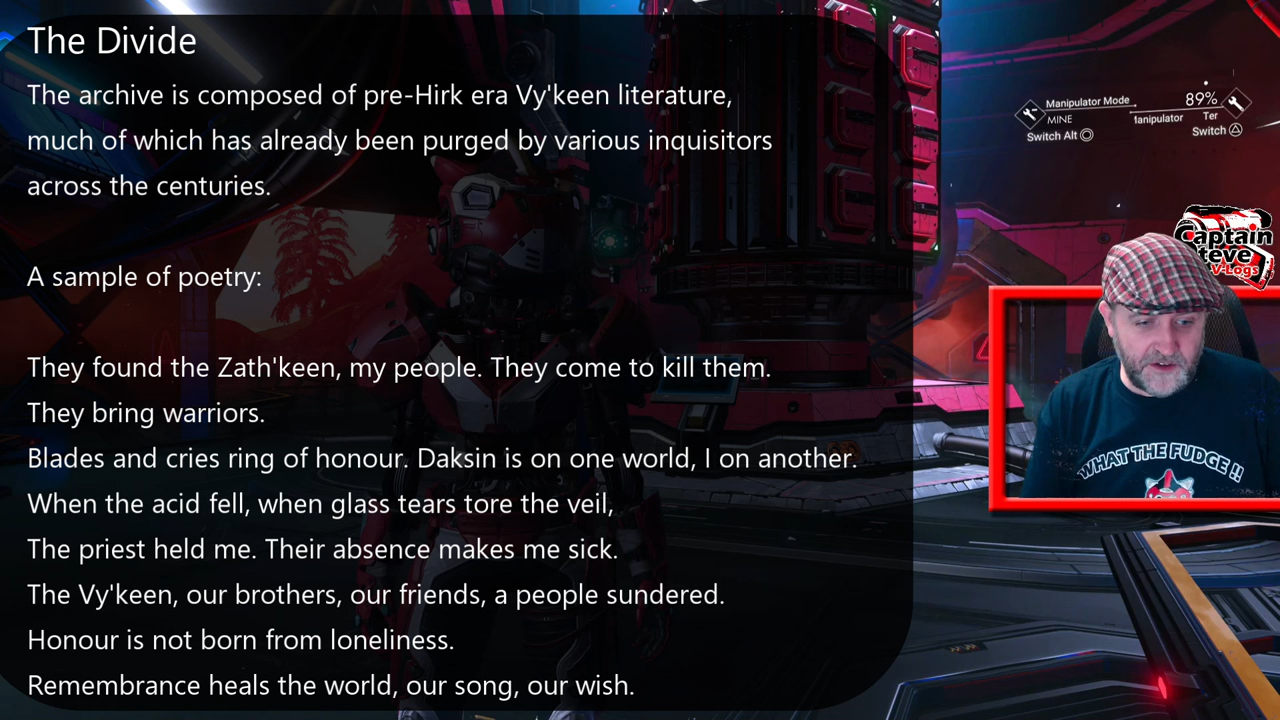 The Divide
The archive is composed of pre-Hirk era Vy'keen literature,
much of which has already been purged by various inquisitors
across the centuries.
A sample of poetry:
They found the Zath'keen, my people. They come to kill them.
They bring warriors.
Blades and cries ring of honour. Daksin is on one world, I on another.
When the acid fell, when glass tears tore the veil,
The priest held me. Their absence makes me sick.
The Vy'keen, our brothers, our friends, a people sundered.
Honour is not born from loneliness.
Remembrance heals the world, our song, our wish.
Manipulator Mode
MINE
Switch Alt
89%
Ter
Switch
Captain
Steve
V-Logs
WHAT THE FUDGE !!